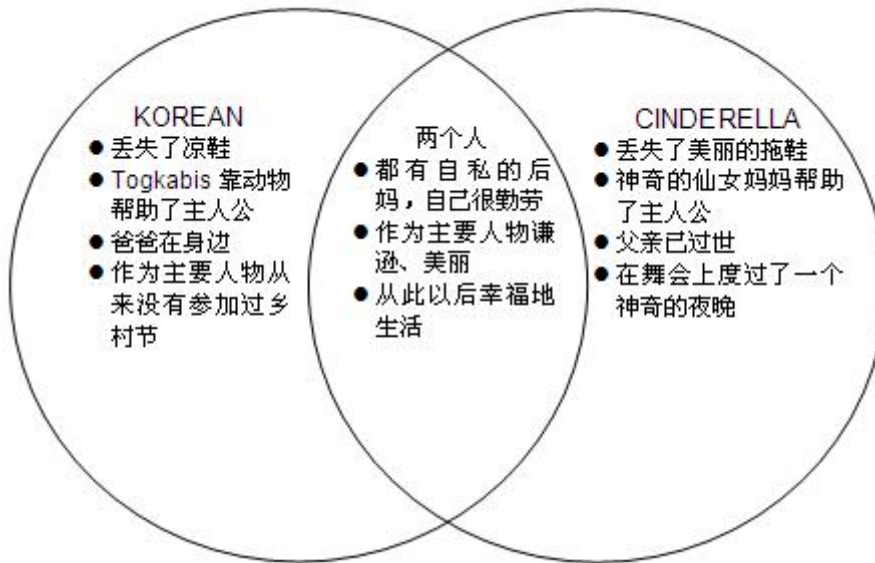 KOREAN
●丢失了凉鞋
●Togkabis 靠动物
帮助了主人公
●爸爸在身边
●作为主要人物从
来没有参加过乡
村节
两个人
●都有自私的后
妈，自己很勤劳
●作为主要人物谦
逊、美丽
●从此以后幸福地
生活
CINDERELLA
●丢失了美丽的拖鞋
●神奇的仙女妈妈帮助
了主人公
●父亲已过世
●在舞会上度过了一个
神奇的夜晚